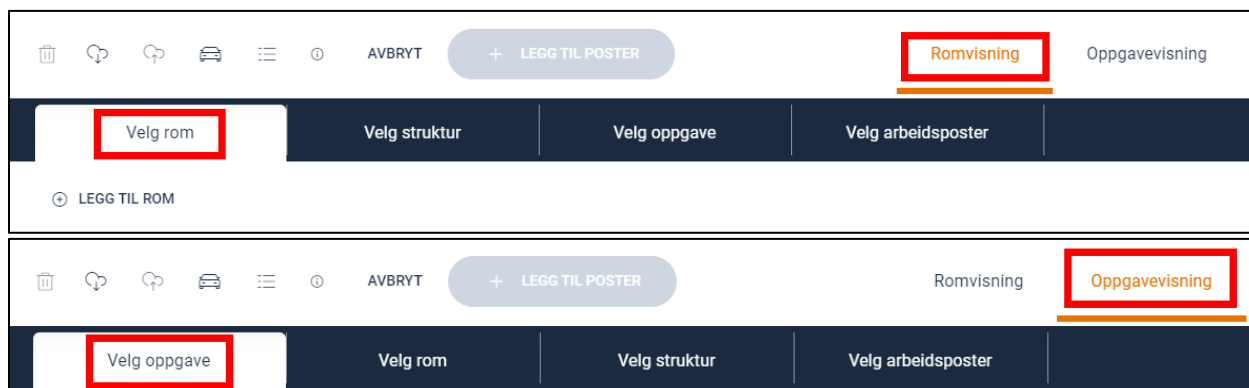 AVBRYT + LEGG TIL POSTER Romvisning Oppgavevisning
Velg rom Velg struktur Velg oppgave Velg arbeidsposter
LEGG TIL ROM
AVBRYT + LEGG TIL POSTER Romvisning Oppgavevisning
Velg oppgave Velg rom Velg struktur Velg arbeidsposter